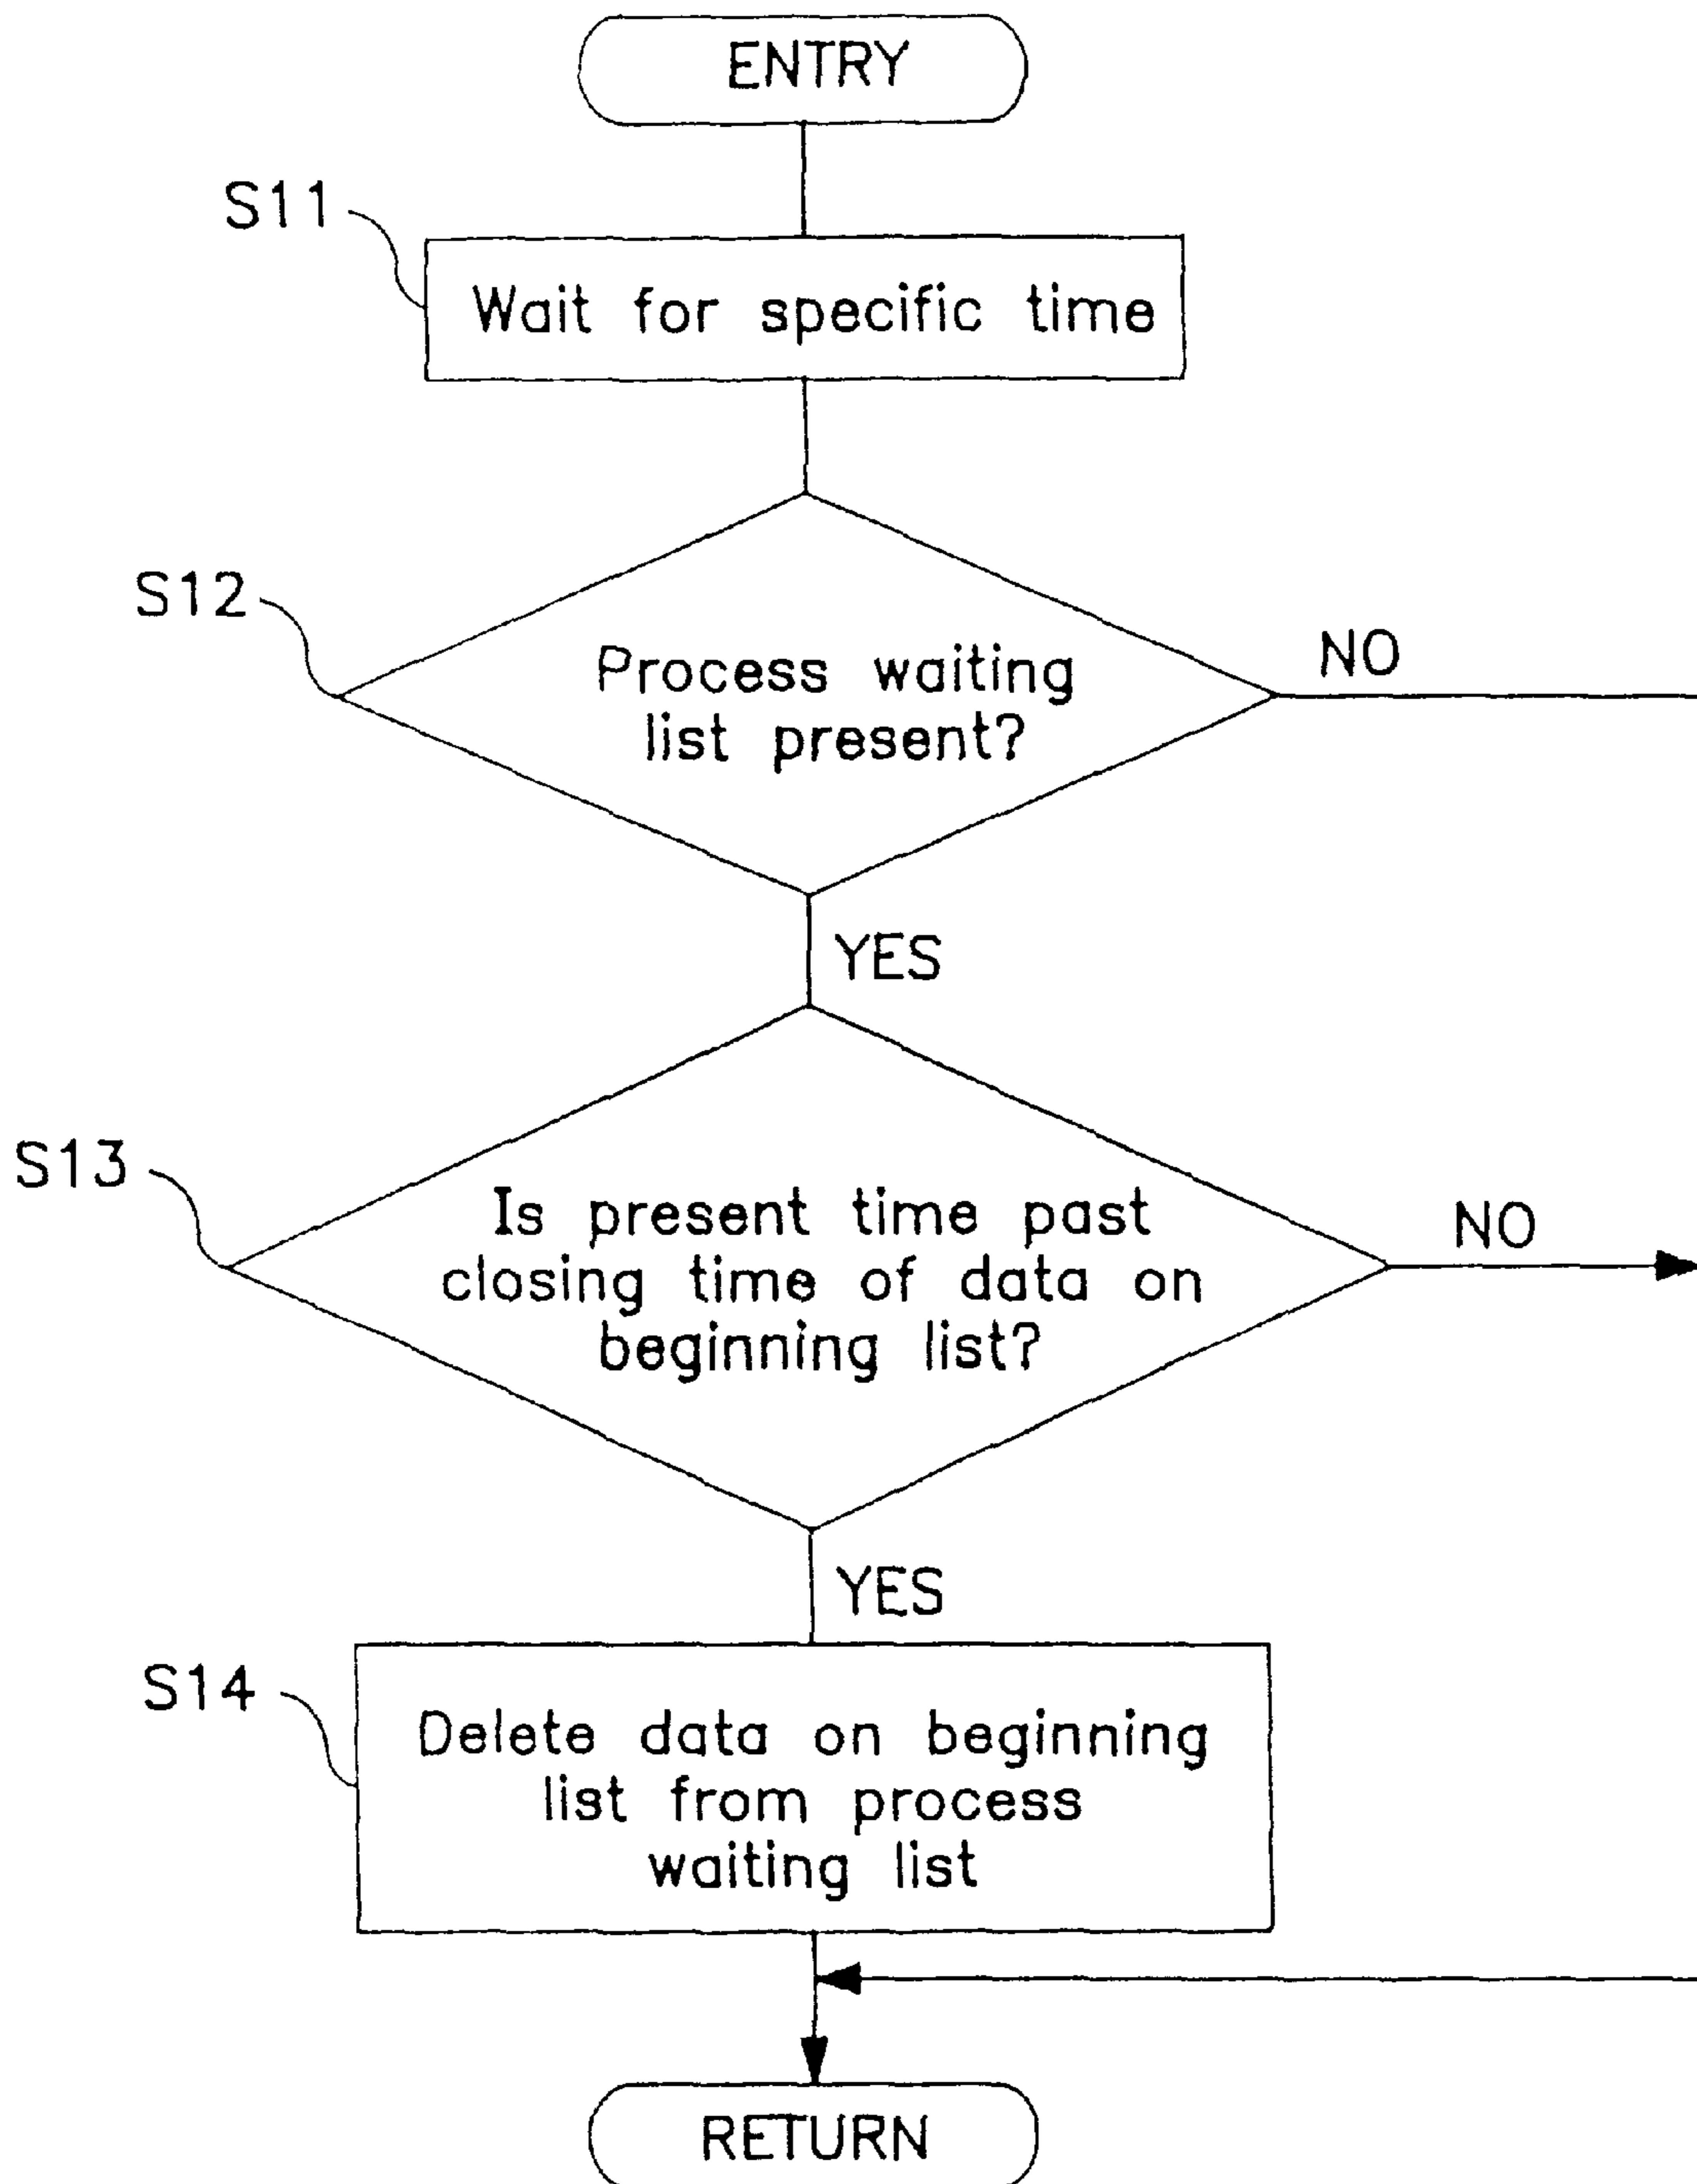 ENTRY
S11
Wait for specific time
S12
Process waiting
list present?
NO
YES
S13
Is present time past
closing time of data on
beginning list?
NO
YES
S14
Delete data on beginning
list from process
waiting list
RETURN